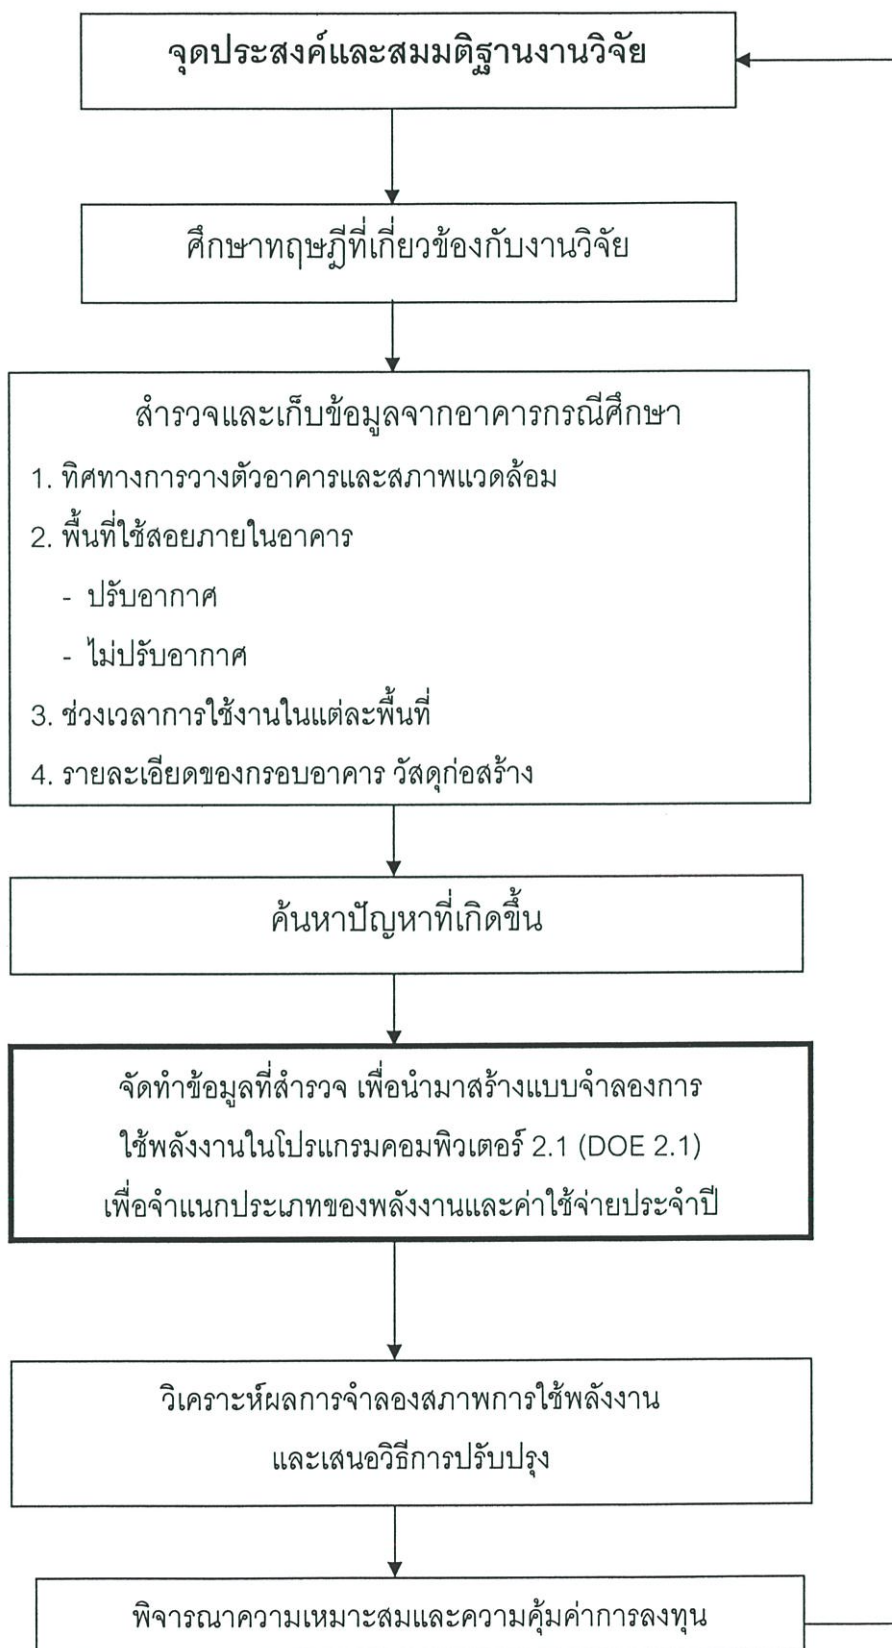 จุดประสงค์และสมมติฐานงานวิจัย
ศึกษาทฤษฎีที่เกี่ยวข้องกับงานวิจัย
สำรวจและเก็บข้อมูลจากอาคารกรณีศึกษา
1. ทิศทางการวางตัวอาคารและสภาพแวดล้อม
2. พื้นที่ใช้สอยภายในอาคาร
- ปรับอากาศ
- ไม่ปรับอากาศ
3. ช่วงเวลาการใช้งานในแต่ละพื้นที่
4. รายละเอียดของกรอบอาคาร วัสดุก่อสร้าง
ค้นหาปัญหาที่เกิดขึ้น
จัดทำข้อมูลที่สำรวจ เพื่อนำมาสร้างแบบจำลองการ
ใช้พลังงานในโปรแกรมคอมพิวเตอร์ 2.1 (DOE 2.1)
เพื่อจำแนกประเภทของพลังงานและค่าใช้จ่ายประจำปี
วิเคราะห์ผลการจำลองสภาพการใช้พลังงาน
และเสนอวิธีการปรับปรุง
พิจารณาความเหมาะสมและความคุ้มค่าการลงทุน